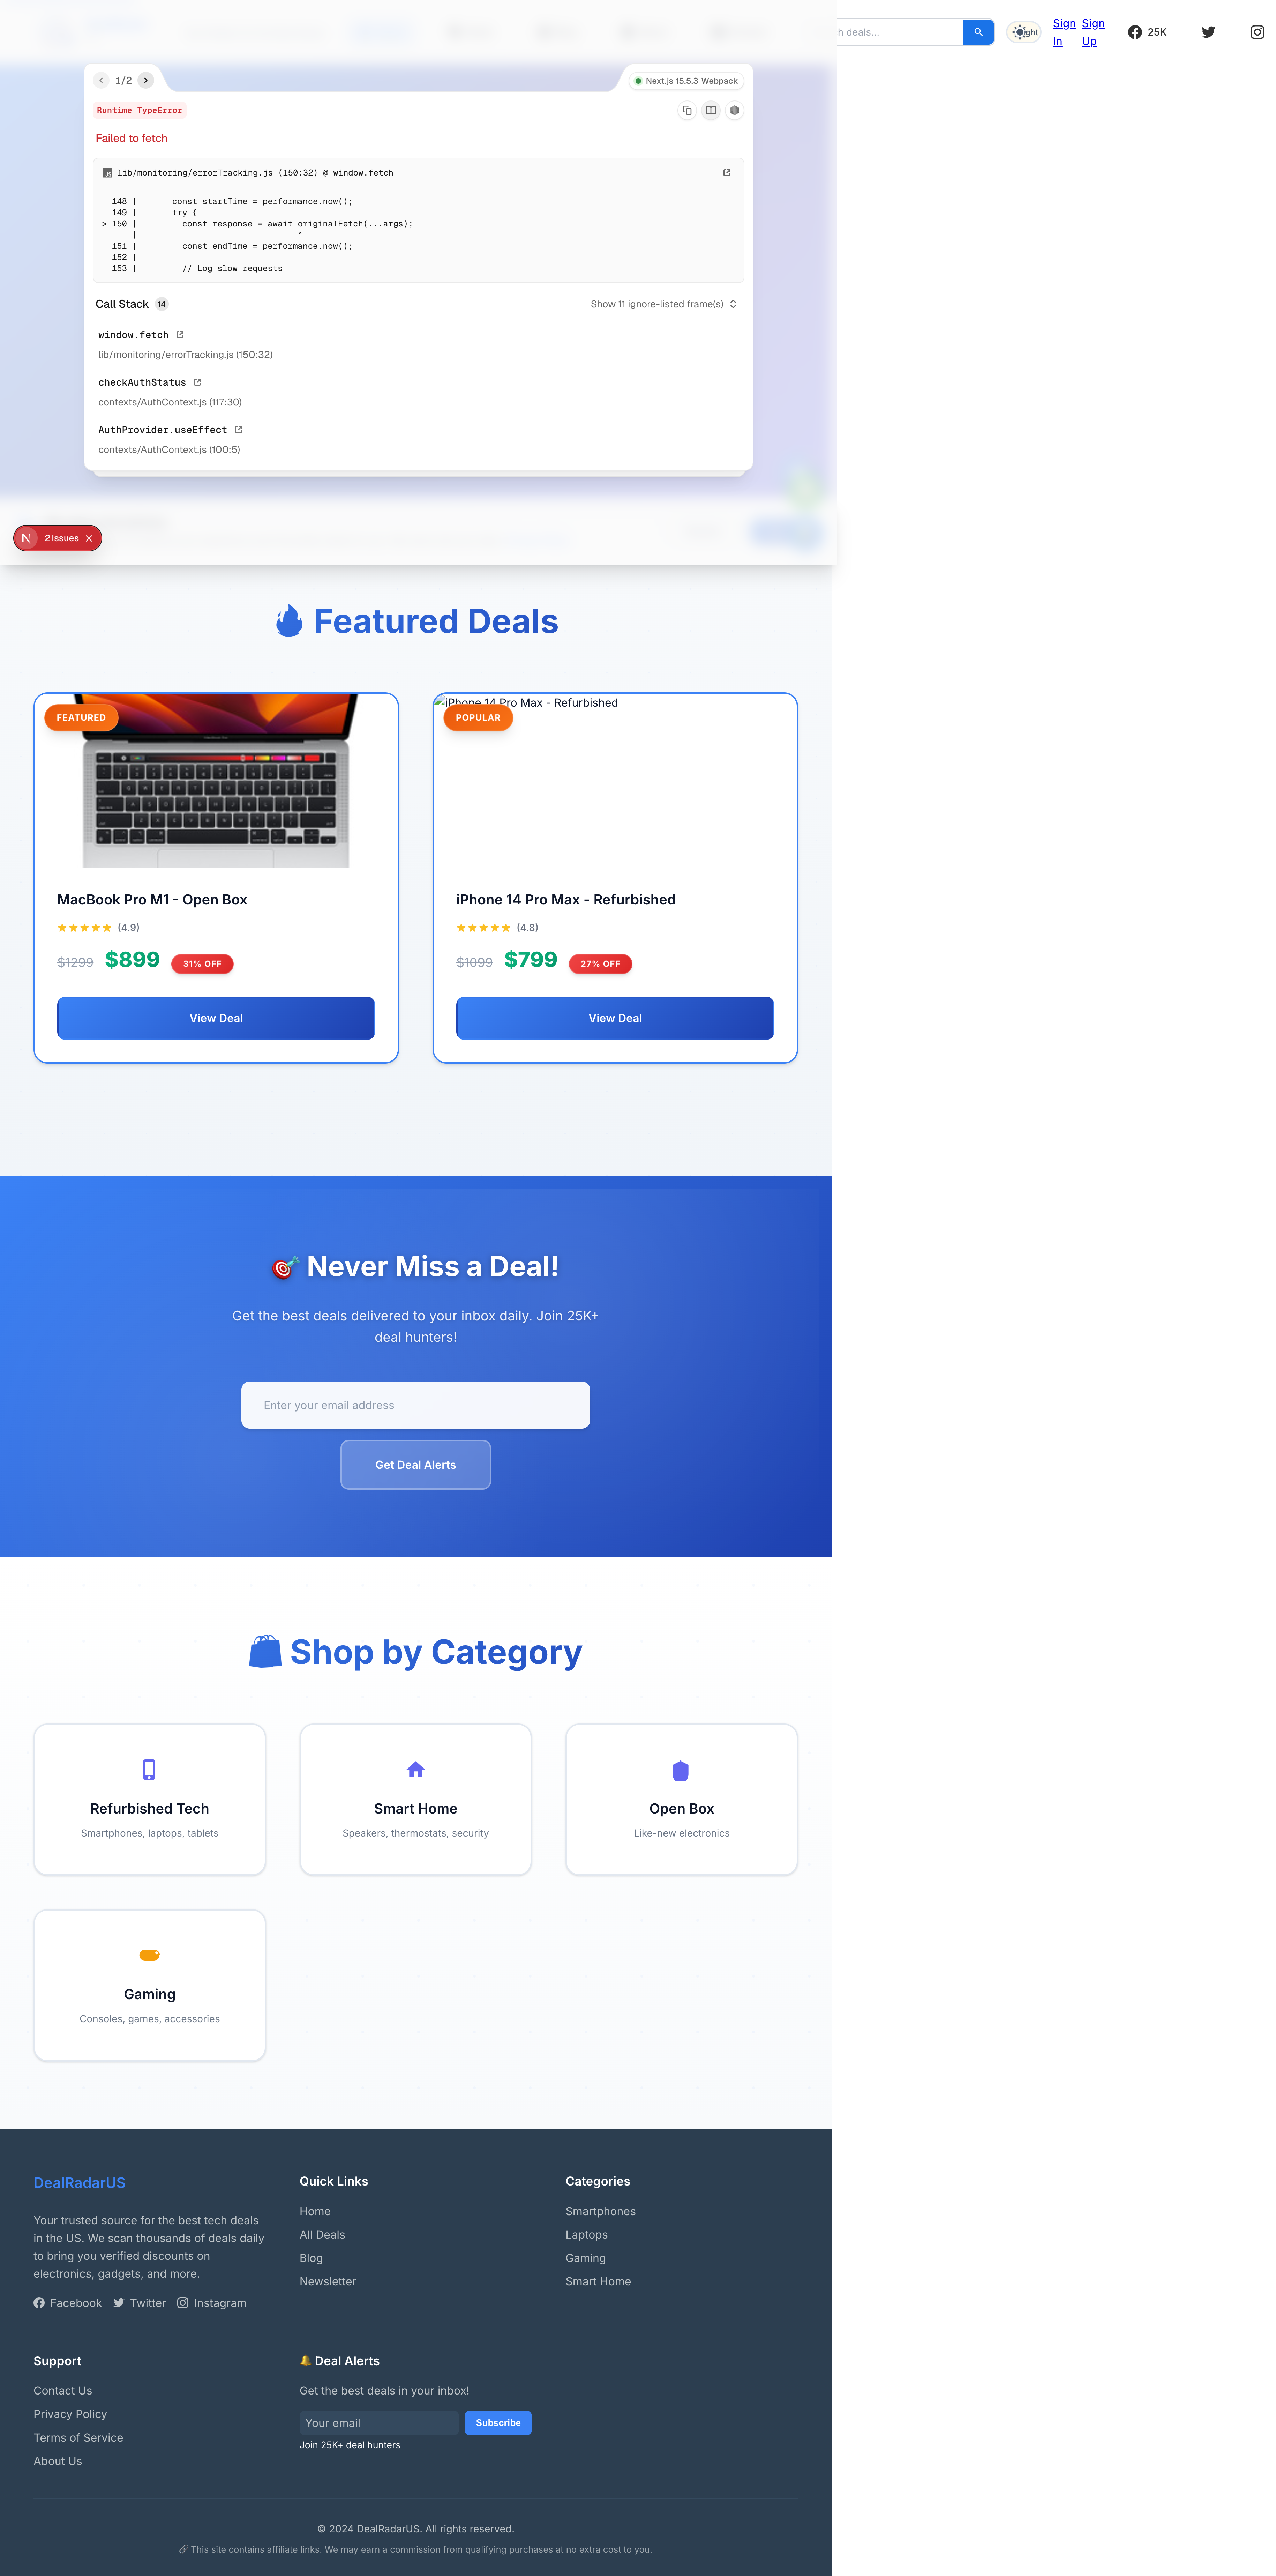 h deals...
ght
Sign In
Sign Up
25K
1/2
Next.js 15.5.3 Webpack
Runtime TypeError
Failed to fetch
lib/monitoring/errorTracking.js (150:32) @ window.fetch
148 | const startTime = performance.now();
149 | try {
> 150 | const response = await originalFetch(...args);
| ^
151 | const endTime = performance.now();
152 |
153 | // Log slow requests
Call Stack 14
Show 11 ignore-listed frame(s)
window.fetch
lib/monitoring/errorTracking.js (150:32)
checkAuthStatus
contexts/AuthContext.js (117:30)
AuthProvider.useEffect
contexts/AuthContext.js (100:5)
N 2 Issues
🔥 Featured Deals
FEATURED
MacBook Pro M1 - Open Box
★★★★★ (4.9)
$1299 $899 31% OFF
View Deal
iPhone 14 Pro Max - Refurbished
POPULAR
iPhone 14 Pro Max - Refurbished
★★★★★ (4.8)
$1099 $799 27% OFF
View Deal
🎯 Never Miss a Deal!
Get the best deals delivered to your inbox daily. Join 25K+
deal hunters!
Enter your email address
Get Deal Alerts
🛍️ Shop by Category
Refurbished Tech
Smartphones, laptops, tablets
Smart Home
Speakers, thermostats, security
Open Box
Like-new electronics
Gaming
Consoles, games, accessories
DealRadarUS
Your trusted source for the best tech deals
in the US. We scan thousands of deals daily
to bring you verified discounts on
electronics, gadgets, and more.
Facebook Twitter Instagram
Quick Links
Home
All Deals
Blog
Newsletter
Categories
Smartphones
Laptops
Gaming
Smart Home
Support
Contact Us
Privacy Policy
Terms of Service
About Us
🔔 Deal Alerts
Get the best deals in your inbox!
Your email
Subscribe
Join 25K+ deal hunters
© 2024 DealRadarUS. All rights reserved.
🔗 This site contains affiliate links. We may earn a commission from qualifying purchases at no extra cost to you.